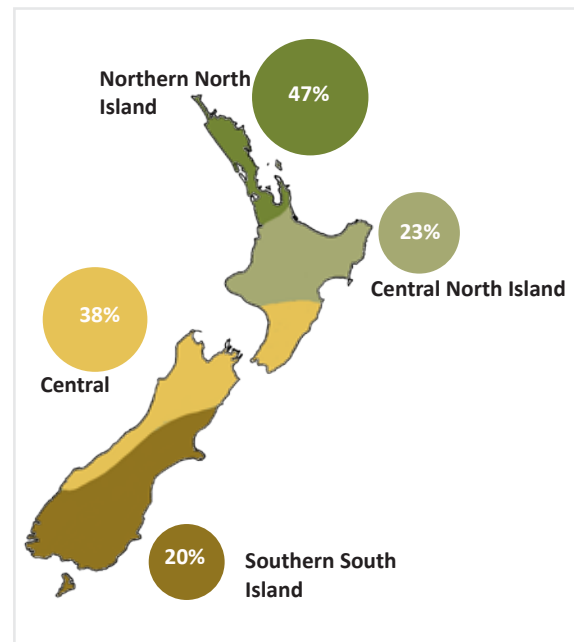 Northern North
Island
47%
23%
Central North Island
38%
Central
20%
Southern South
Island